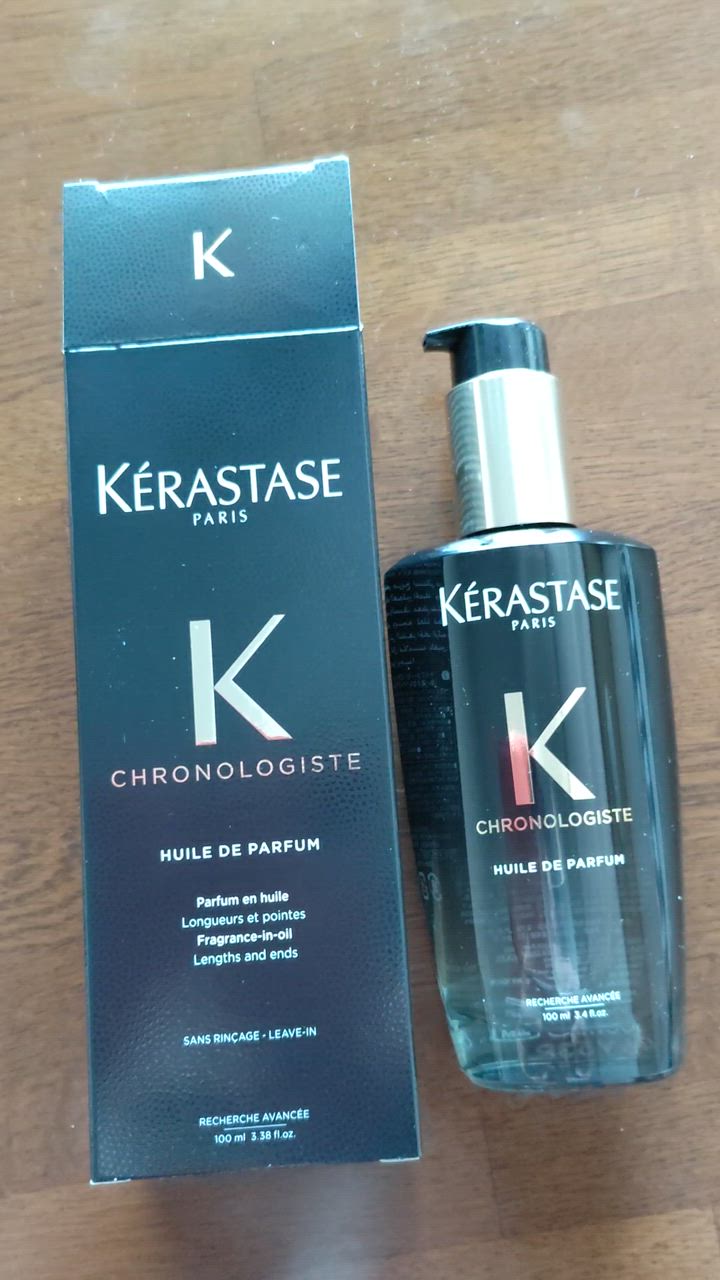 K
KÉRASTASE
PARIS
K
CHRONOLOGISTE
HUILE DE PARFUM
Parfum en huile
Longueurs et pointes
Fragrance-in-oil
Lengths and ends
SANS RINÇAGE - LEAVE-IN
RECHERCHE AVANCÉE
100 ml 3.38 fl.oz.
KÉRASTASE
PARIS
K
CHRONOLOGISTE
HUILE DE PARFUM
RECHERCHE AVANCÉE
100 ml 3.4 fl.oz.